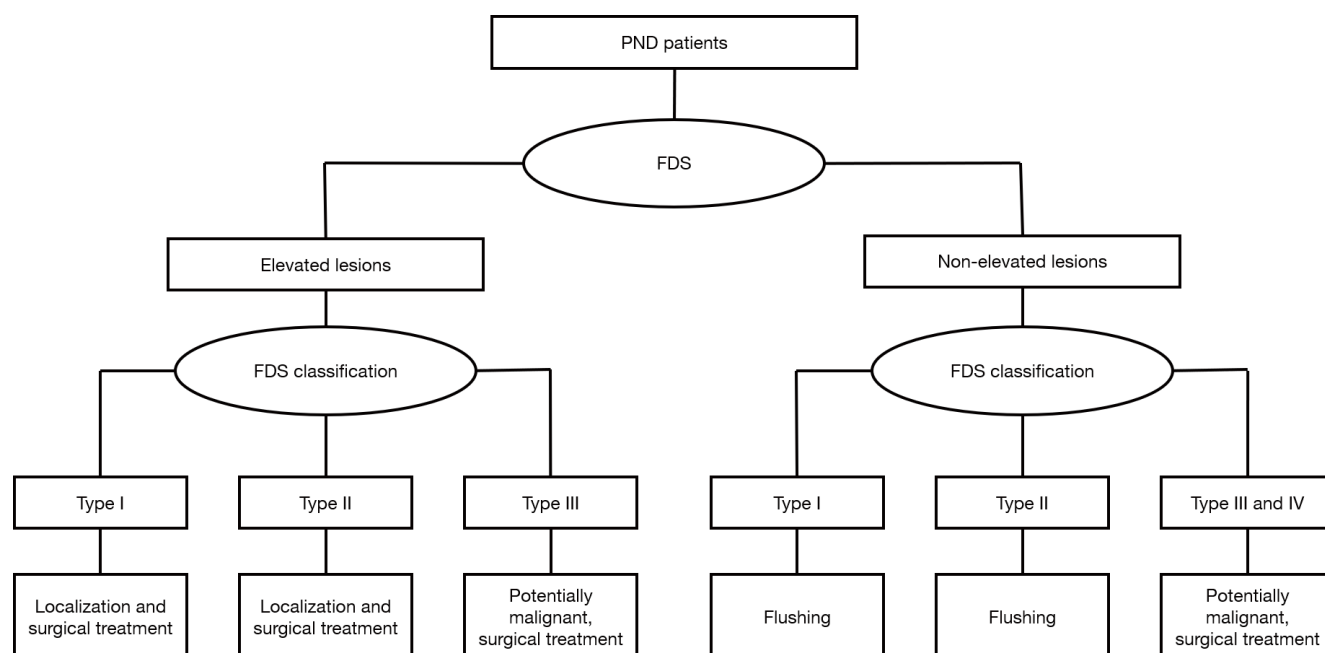 PND patients
FDS
Elevated lesions
Non-elevated lesions
FDS classification
FDS classification
Type I
Type II
Type III
Type I
Type II
Type III and IV
Localization and
surgical treatment
Localization and
surgical treatment
Potentially
malignant,
surgical treatment
Flushing
Flushing
Potentially
malignant,
surgical treatment